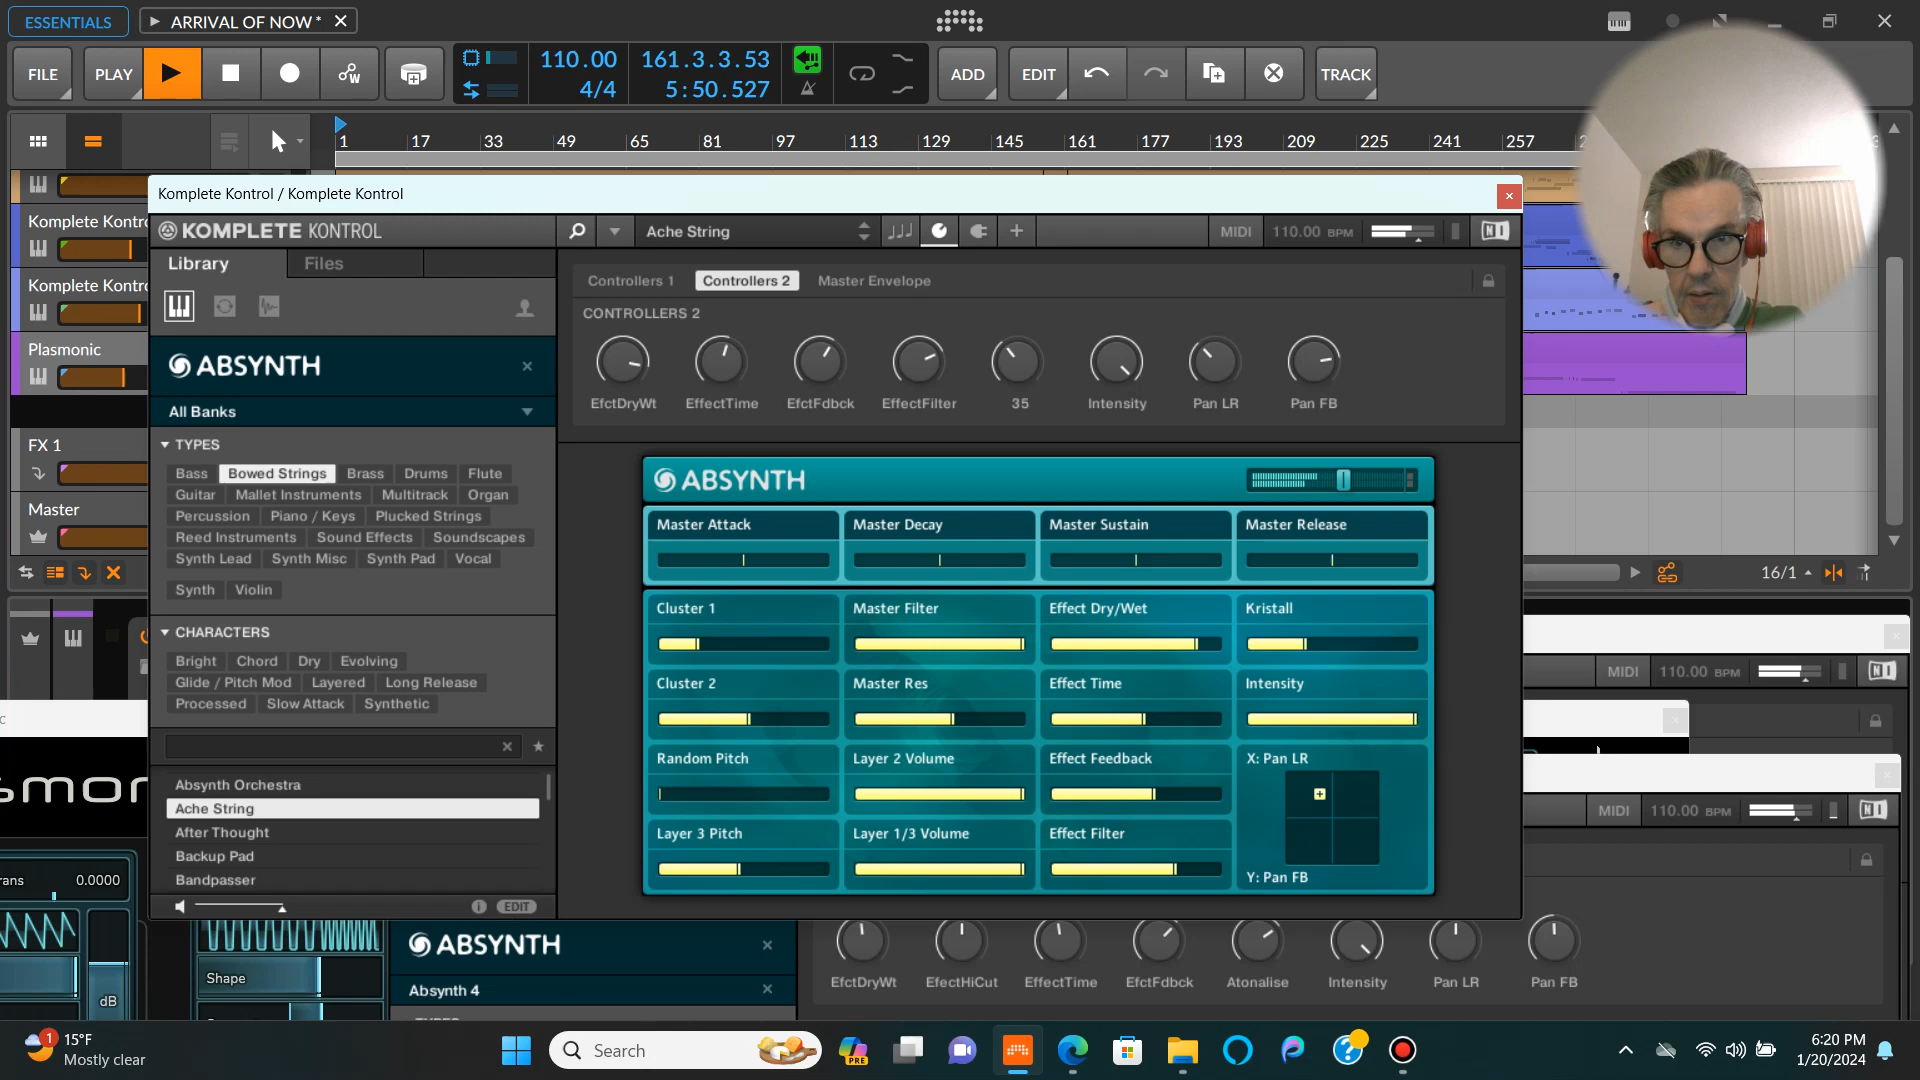 ESSENTIALS
ARRIVAL OF NOW *
FILE
PLAY
110.00
4/4
161.3.3.53
5:50.527
ADD
EDIT
TRACK
1 17 33 49 65 81 97 113 129 145 161 177 193 209 225 241 257
Komplete Kontrol / Komplete Kontrol
Komplete Kontro
Komplete Kontro
Plasmonic
FX 1
Master
KOMPLETE KONTROL
Ache String
MIDI
110.00 BPM
NI
Library
Files
ABSYNTH
All Banks
TYPES
Bass Bowed Strings Brass Drums Flute
Guitar Mallet Instruments Multitrack Organ
Percussion Piano / Keys Plucked Strings
Reed Instruments Sound Effects Soundscapes
Synth Lead Synth Misc Synth Pad Vocal
Synth Violin
CHARACTERS
Bright Chord Dry Evolving
Glide / Pitch Mod Layered Long Release
Processed Slow Attack Synthetic
Absynth Orchestra
Ache String
After Thought
Backup Pad
Bandpasser
EDIT
Controllers 1 Controllers 2 Master Envelope
CONTROLLERS 2
EfctDryWt EffectTime EfctFdbck EffectFilter 35 Intensity Pan LR Pan FB
ABSYNTH
Master Attack Master Decay Master Sustain Master Release
Cluster 1 Master Filter Effect Dry/Wet Kristall
Cluster 2 Master Res Effect Time Intensity
Random Pitch Layer 2 Volume Effect Feedback X: Pan LR
Layer 3 Pitch Layer 1/3 Volume Effect Filter
Y: Pan FB
16/1
MIDI 110.00 BPM NI
MIDI 110.00 BPM NI
c
smon
rans 0.0000
Shape
dB
ABSYNTH
Absynth 4
EfctDryWt EfectHiCut EffectTime EfctFdbck Atonalise Intensity Pan LR Pan FB
1
15°F
Mostly clear
Search
PRE
6:20 PM
1/20/2024